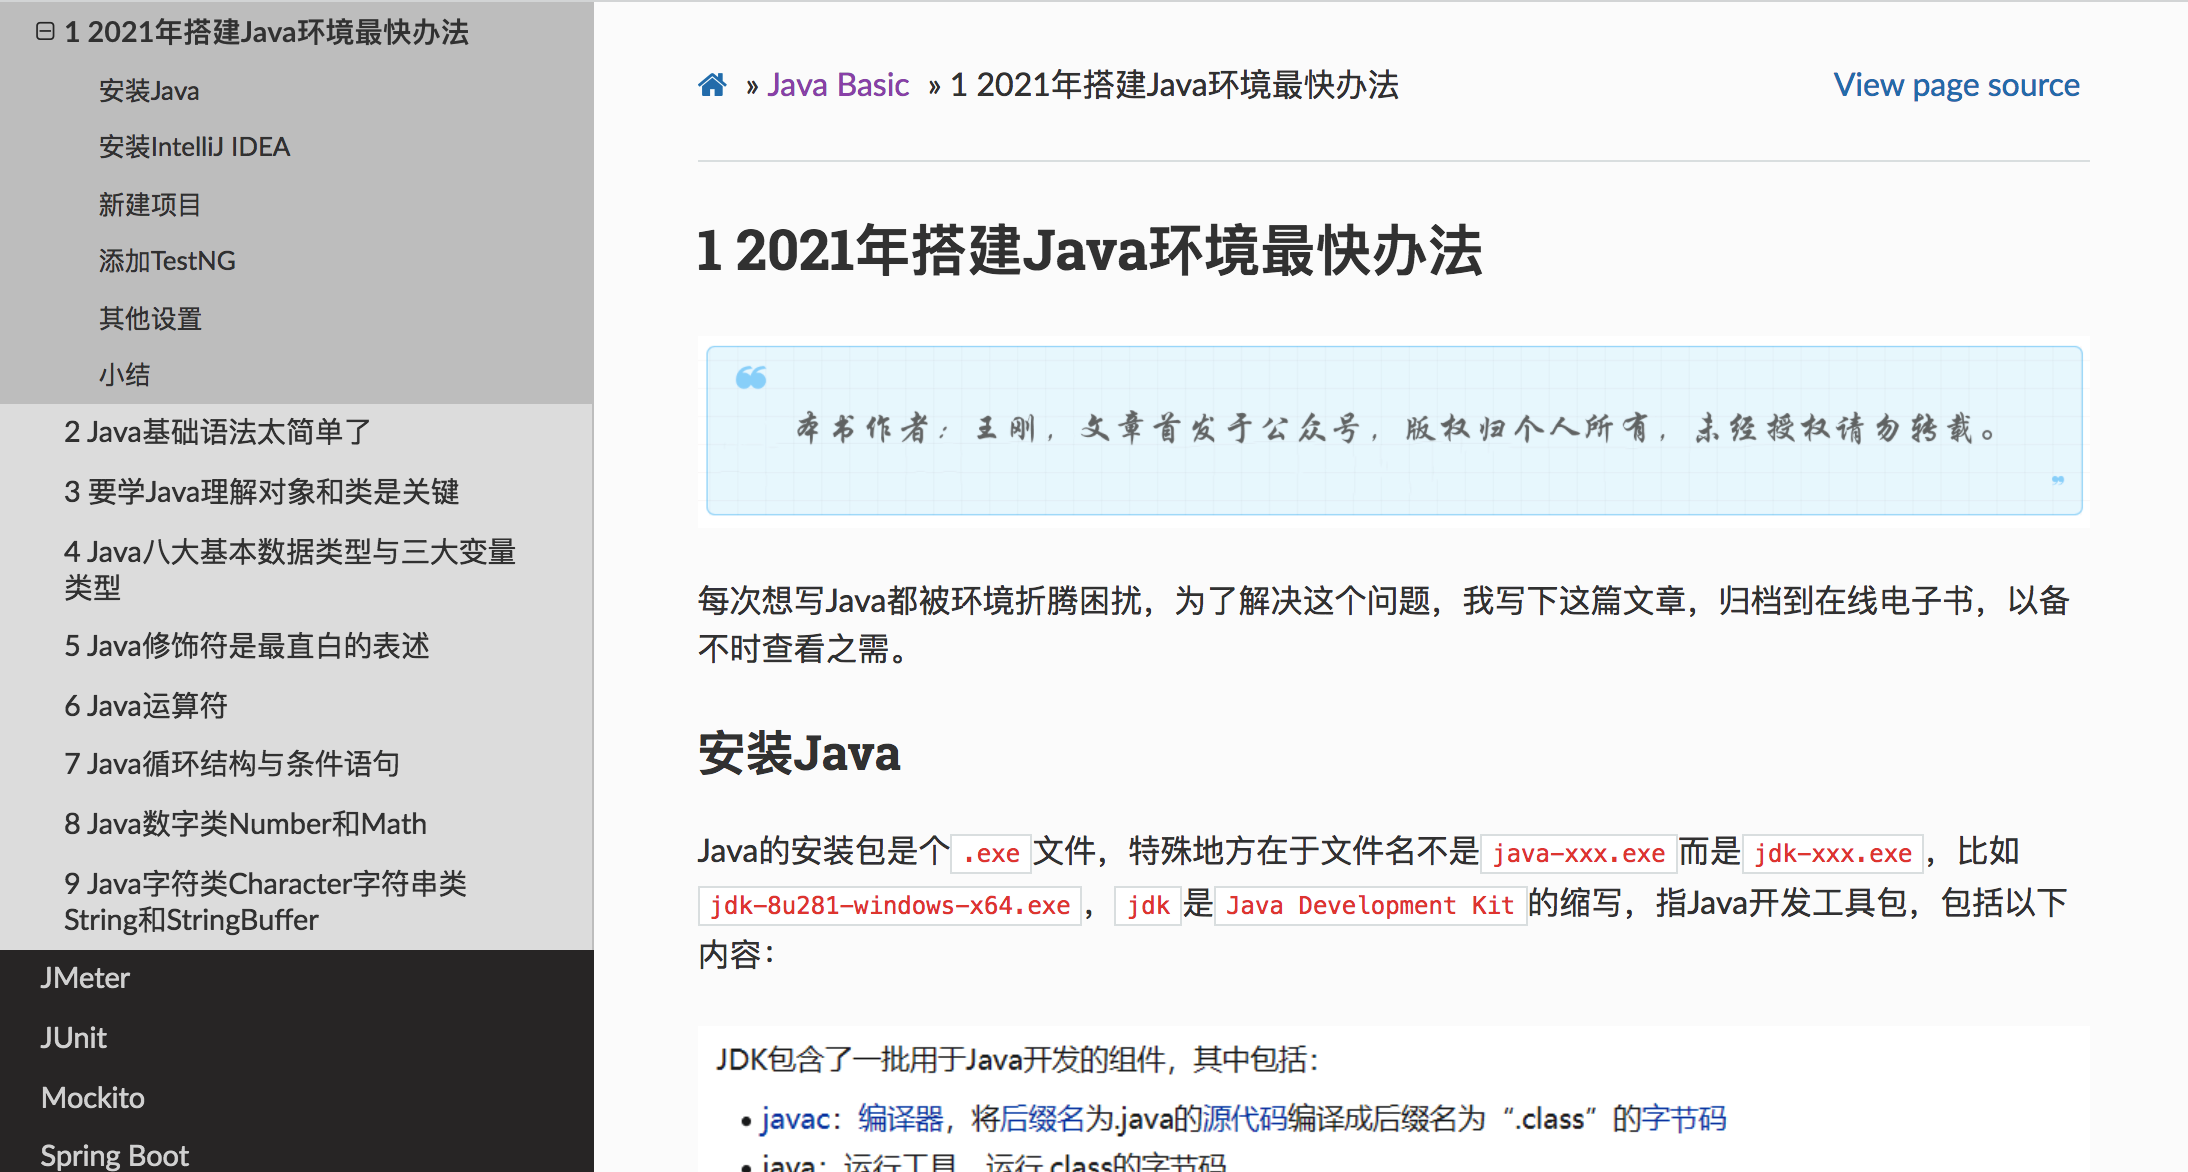 1 2021年搭建Java环境最快办法
安装Java
安装IntelliJ IDEA
新建项目
添加TestNG
其他设置
小结
2 Java基础语法太简单了
3 要学Java理解对象和类是关键
4 Java八大基本数据类型与三大变量
类型
5 Java修饰符是最直白的表述
6 Java运算符
7 Java循环结构与条件语句
8 Java数字类Number和Math
9 Java字符类Character字符串类
String和StringBuffer
JMeter
JUnit
Mockito
Spring Boot
» Java Basic » 1 2021年搭建Java环境最快办法
View page source
1 2021年搭建Java环境最快办法
❝
本书作者：王刚，文章首发于公众号，版权归个人所有，未经授权请勿转载。
❞
每次想写Java都被环境折腾困扰，为了解决这个问题，我写下这篇文章，归档到在线电子书，以备
不时查看之需。
安装Java
Java的安装包是个 .exe 文件，特殊地方在于文件名不是 java-xxx.exe 而是 jdk-xxx.exe ，比如
jdk-8u281-windows-x64.exe ， jdk 是 Java Development Kit 的缩写，指Java开发工具包，包括以下
内容：
JDK包含了一批用于Java开发的组件，其中包括：
• javac：编译器，将后缀名为.java的源代码编译成后缀名为“.class”的字节码
• java：运行工具，运行.class的字节码